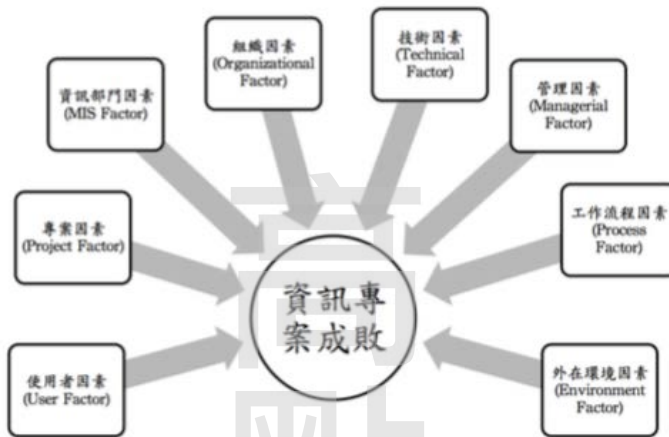 組織因素
(Organizational
Factor)
技術因素
(Technical
Factor)
資訊部門因素
(MIS Factor)
管理因素
(Managerial
Factor)
專案因素
(Project Factor)
工作流程因素
(Process
Factor)
資訊專
案成敗
使用者因素
(User Factor)
外在環境因素
(Environment
Factor)